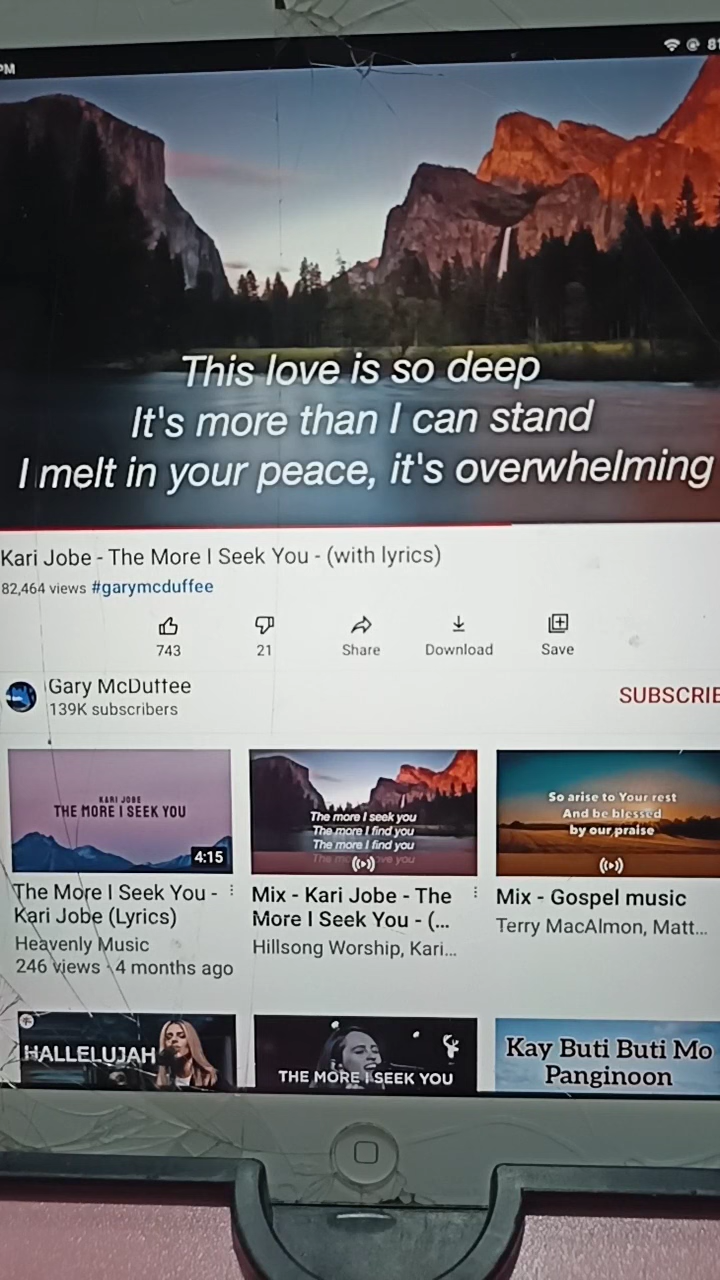 PM
This love is so deep
It's more than I can stand
I melt in your peace, it's overwhelming
Kari Jobe - The More I Seek You - (with lyrics)
82,464 views #garymcduffee
743
21
Share
Download
Save
Gary McDuffee
139K subscribers
SUBSCRIBE
KARI JOBE
THE MORE I SEEK YOU
4:15
The More I Seek You -
Kari Jobe (Lyrics)
Heavenly Music
246 views · 4 months ago
The more I seek you
The more I find you
The more I find you
Mix - Kari Jobe - The
More I Seek You - (...
Hillsong Worship, Kari...
So arise to Your rest
And be blessed
by our praise
Mix - Gospel music
Terry MacAlmon, Matt...
HALLELUJAH
THE MORE I SEEK YOU
Kay Buti Buti Mo
Panginoon